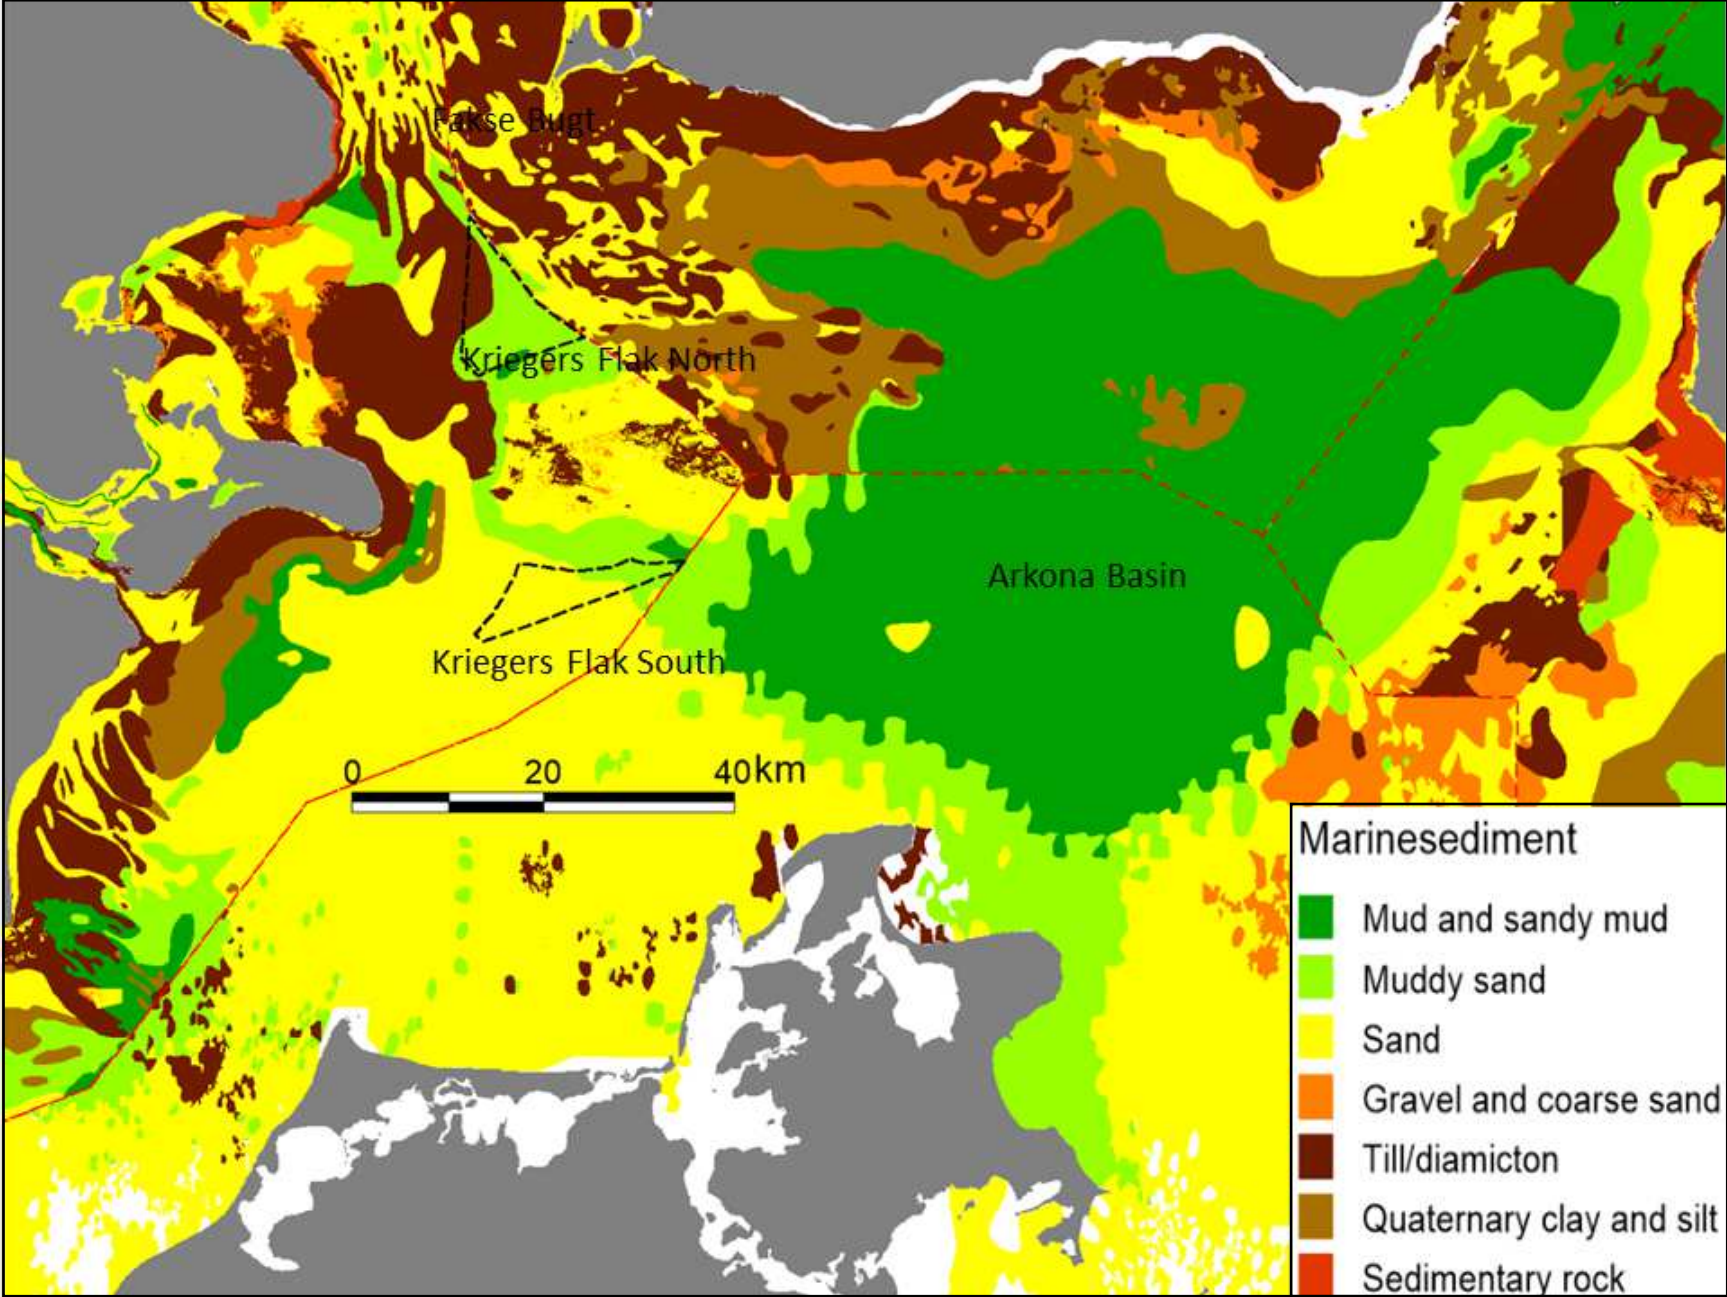 Fakse Bugt
Kriegers Flak North
Arkona Basin
Kriegers Flak South
0 20 40km
Marinesediment
Mud and sandy mud
Muddy sand
Sand
Gravel and coarse sand
Till/diamicton
Quaternary clay and silt
Sedimentary rock